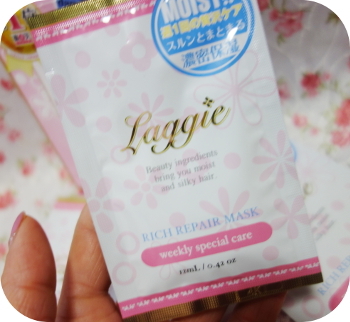 MOIST!!
スルンとまとまる
濃密保湿
Laggie
Beauty ingredients
bring you moist
and silky hair
RICH REPAIR MASK
weekly special care
12mL / 0.42 oz